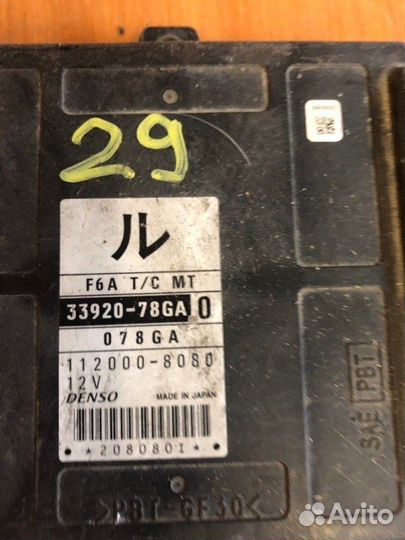 29
ル
F6A T/C MT
33920-78GA 0
078GA
112000-8080
12V
DENSO MADE IN JAPAN
*208080I*
SAE PBT
>PBT-GF30<
Avito